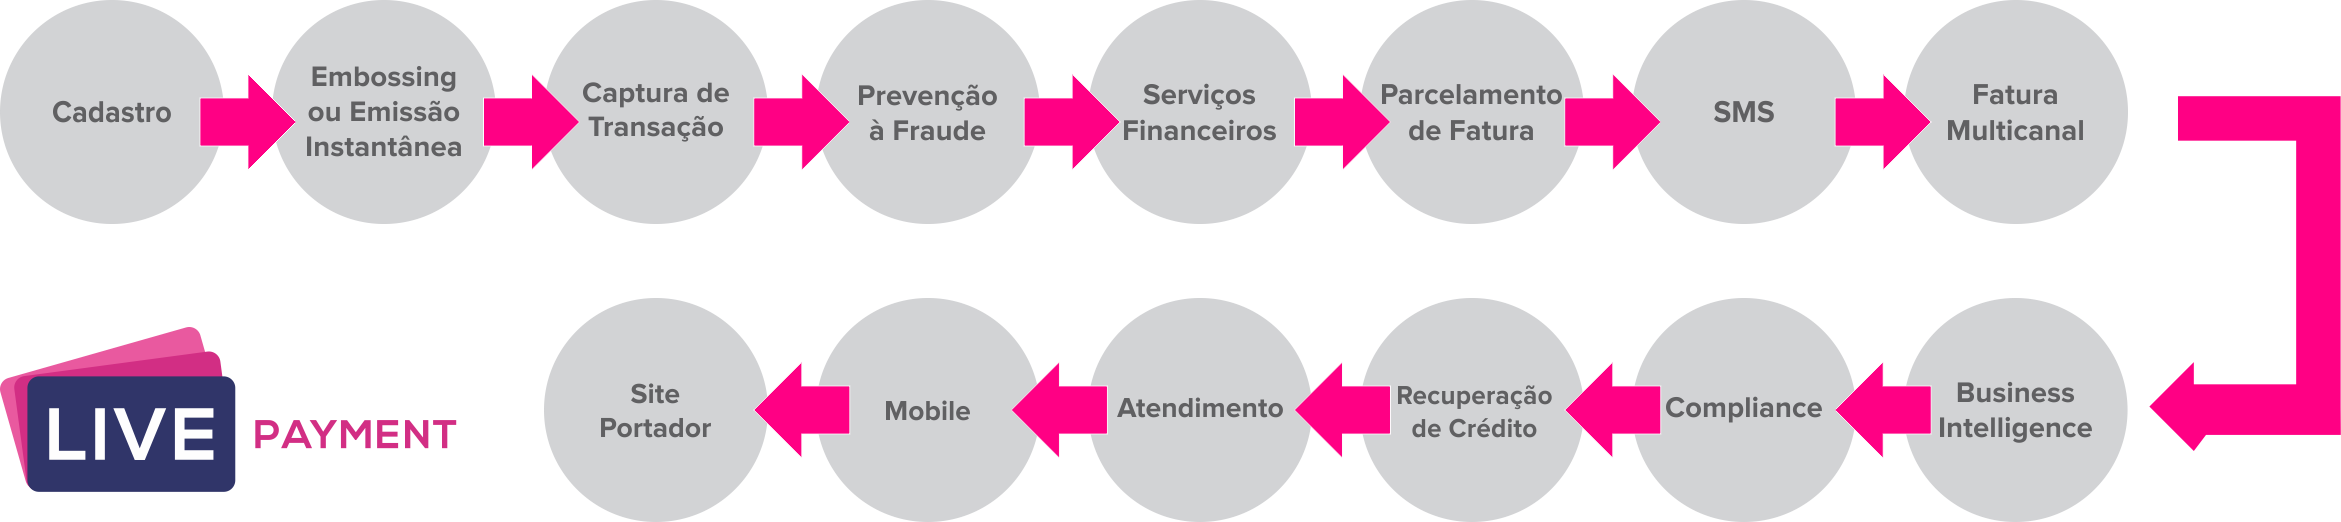 Cadastro
Embossing
ou Emissão
Instantânea
Captura de
Transação
Prevenção
à Fraude
Serviços
Financeiros
Parcelamento
de Fatura
SMS
Fatura
Multicanal
Site
Portador
Mobile
Atendimento
Recuperação
de Crédito
Compliance
Business
Intelligence
LIVE PAYMENT